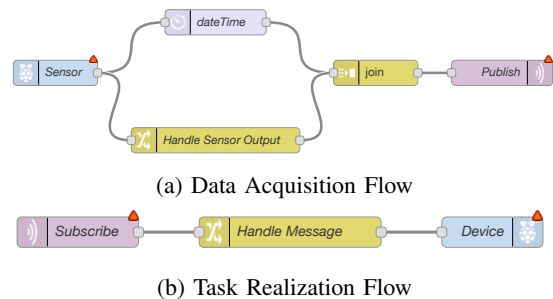 dateTime
Sensor
join
Publish
Handle Sensor Output
(a) Data Acquisition Flow
Subscribe
Handle Message
Device
(b) Task Realization Flow